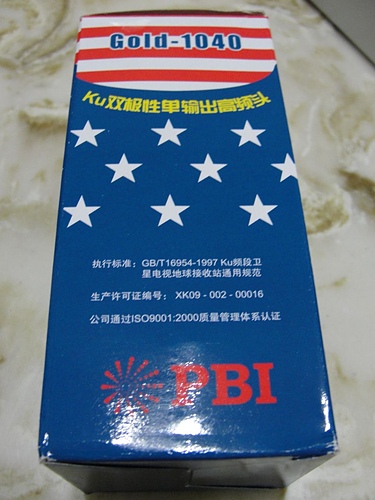 Gold-1040
Ku双极性单输出高频头
执行标准：GB/T16954-1997 Ku频段卫
星电视地球接收站通用规范
生产许可证编号：XK09-002-00016
公司通过ISO9001:2000质量管理体系认证
PBI